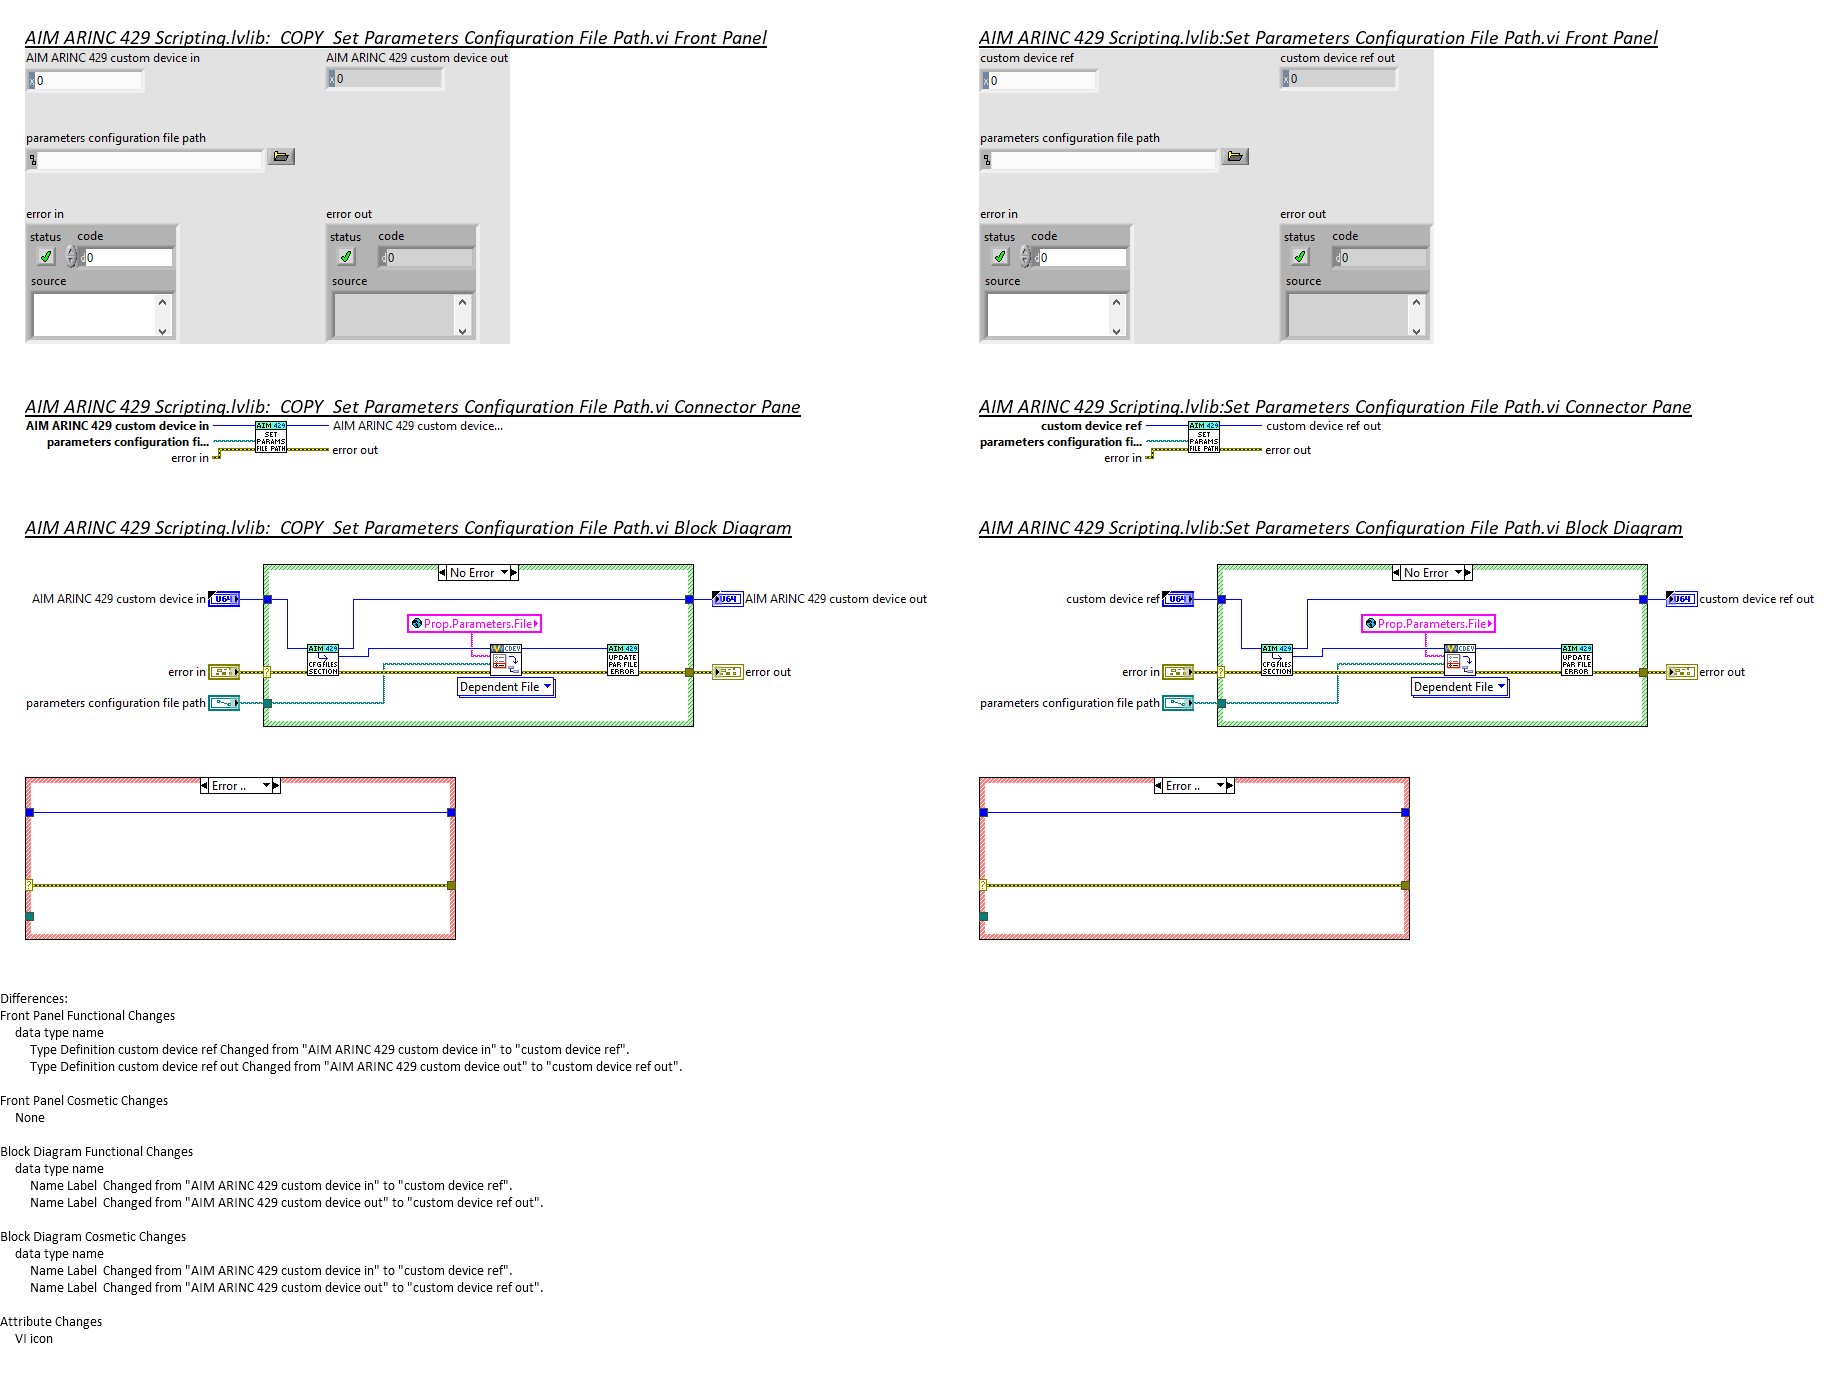 AIM ARINC 429 Scripting.lvlib:  COPY  Set Parameters Configuration File Path.vi Front Panel
AIM ARINC 429 custom device in
AIM ARINC 429 custom device out
0
0
parameters configuration file path
error in
error out
status
code
status
code
0
0
source
source
AIM ARINC 429 Scripting.lvlib:Set Parameters Configuration File Path.vi Front Panel
custom device ref
custom device ref out
0
0
parameters configuration file path
error in
error out
status
code
status
code
0
0
source
source
AIM ARINC 429 Scripting.lvlib:  COPY  Set Parameters Configuration File Path.vi Connector Pane
AIM ARINC 429 custom device in
AIM ARINC 429 custom device...
parameters configuration fi...
error in
error out
AIM 429
SET
PARAMS
FILE PATH
AIM ARINC 429 Scripting.lvlib:Set Parameters Configuration File Path.vi Connector Pane
custom device ref
custom device ref out
parameters configuration fi...
error in
error out
AIM 429
SET
PARAMS
FILE PATH
AIM ARINC 429 Scripting.lvlib:  COPY  Set Parameters Configuration File Path.vi Block Diagram
No Error
AIM ARINC 429 custom device in
U64
U64
AIM ARINC 429 custom device out
Prop.Parameters.File
AIM 429
CFG FILES
SECTION
CDEV
AIM 429
UPDATE
PAR FILE
ERROR
error in
error out
Dependent File
parameters configuration file path
Error ..
AIM ARINC 429 Scripting.lvlib:Set Parameters Configuration File Path.vi Block Diagram
No Error
custom device ref
U64
U64
custom device ref out
Prop.Parameters.File
AIM 429
CFG FILES
SECTION
CDEV
AIM 429
UPDATE
PAR FILE
ERROR
error in
error out
Dependent File
parameters configuration file path
Error ..
Differences:
Front Panel Functional Changes
data type name
Type Definition custom device ref Changed from "AIM ARINC 429 custom device in" to "custom device ref".
Type Definition custom device ref out Changed from "AIM ARINC 429 custom device out" to "custom device ref out".
Front Panel Cosmetic Changes
None
Block Diagram Functional Changes
data type name
Name Label  Changed from "AIM ARINC 429 custom device in" to "custom device ref".
Name Label  Changed from "AIM ARINC 429 custom device out" to "custom device ref out".
Block Diagram Cosmetic Changes
data type name
Name Label  Changed from "AIM ARINC 429 custom device in" to "custom device ref".
Name Label  Changed from "AIM ARINC 429 custom device out" to "custom device ref out".
Attribute Changes
VI icon